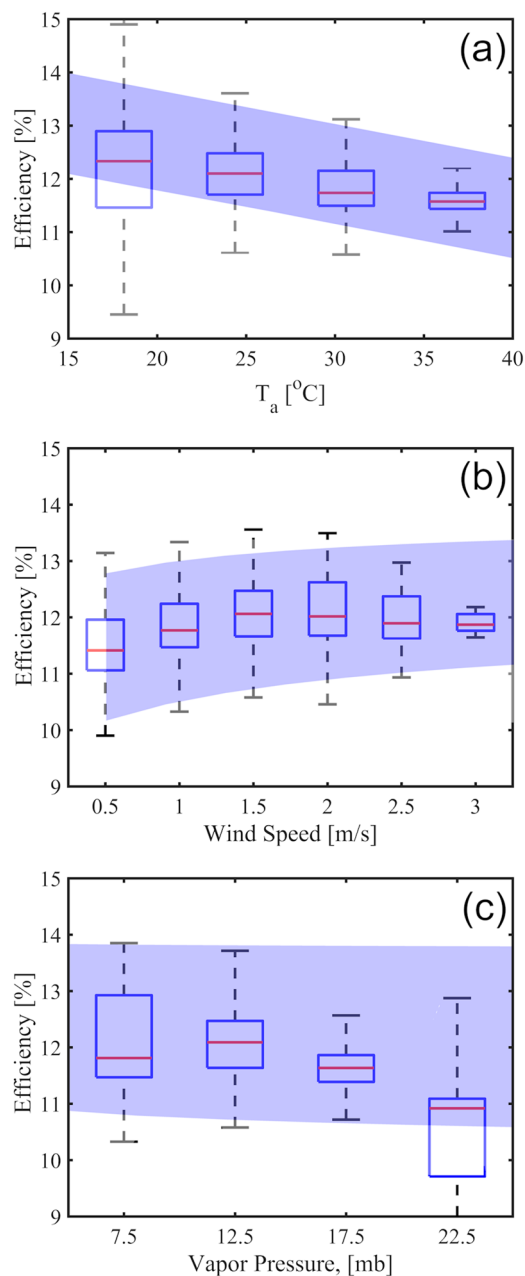 (a)
15
14
13
12
11
10
9
Efficiency [%]
15 20 25 30 35 40
T_a [°C]
(b)
15
14
13
12
11
10
9
Efficiency [%]
0.5 1 1.5 2 2.5 3
Wind Speed [m/s]
(c)
15
14
13
12
11
10
9
Efficiency [%]
7.5 12.5 17.5 22.5
Vapor Pressure, [mb]